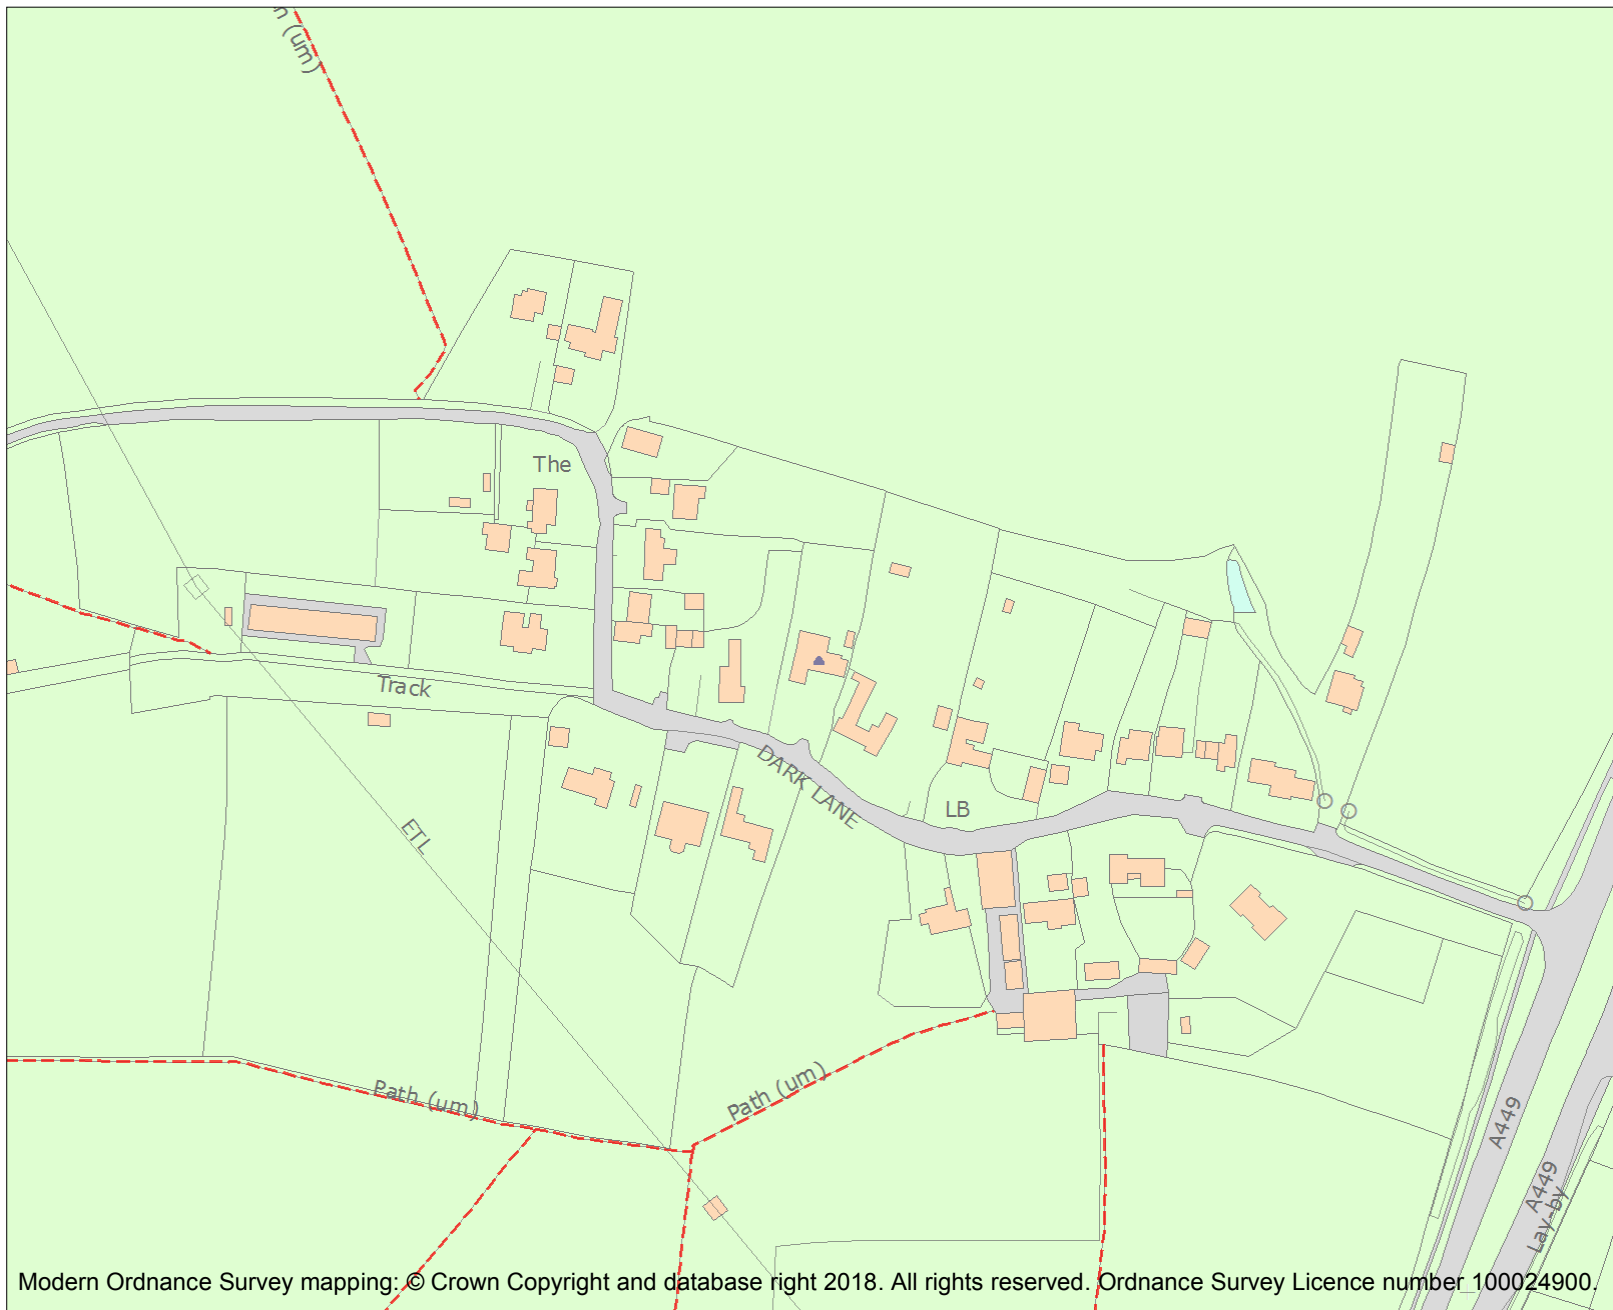 (um)
The
Track
DARK LANE
LB
ETL
Path (um)
Path (um)
A449
A449
Lay-by
Modern Ordnance Survey mapping: © Crown Copyright and database right 2018. All rights reserved. Ordnance Survey Licence number 100024900.